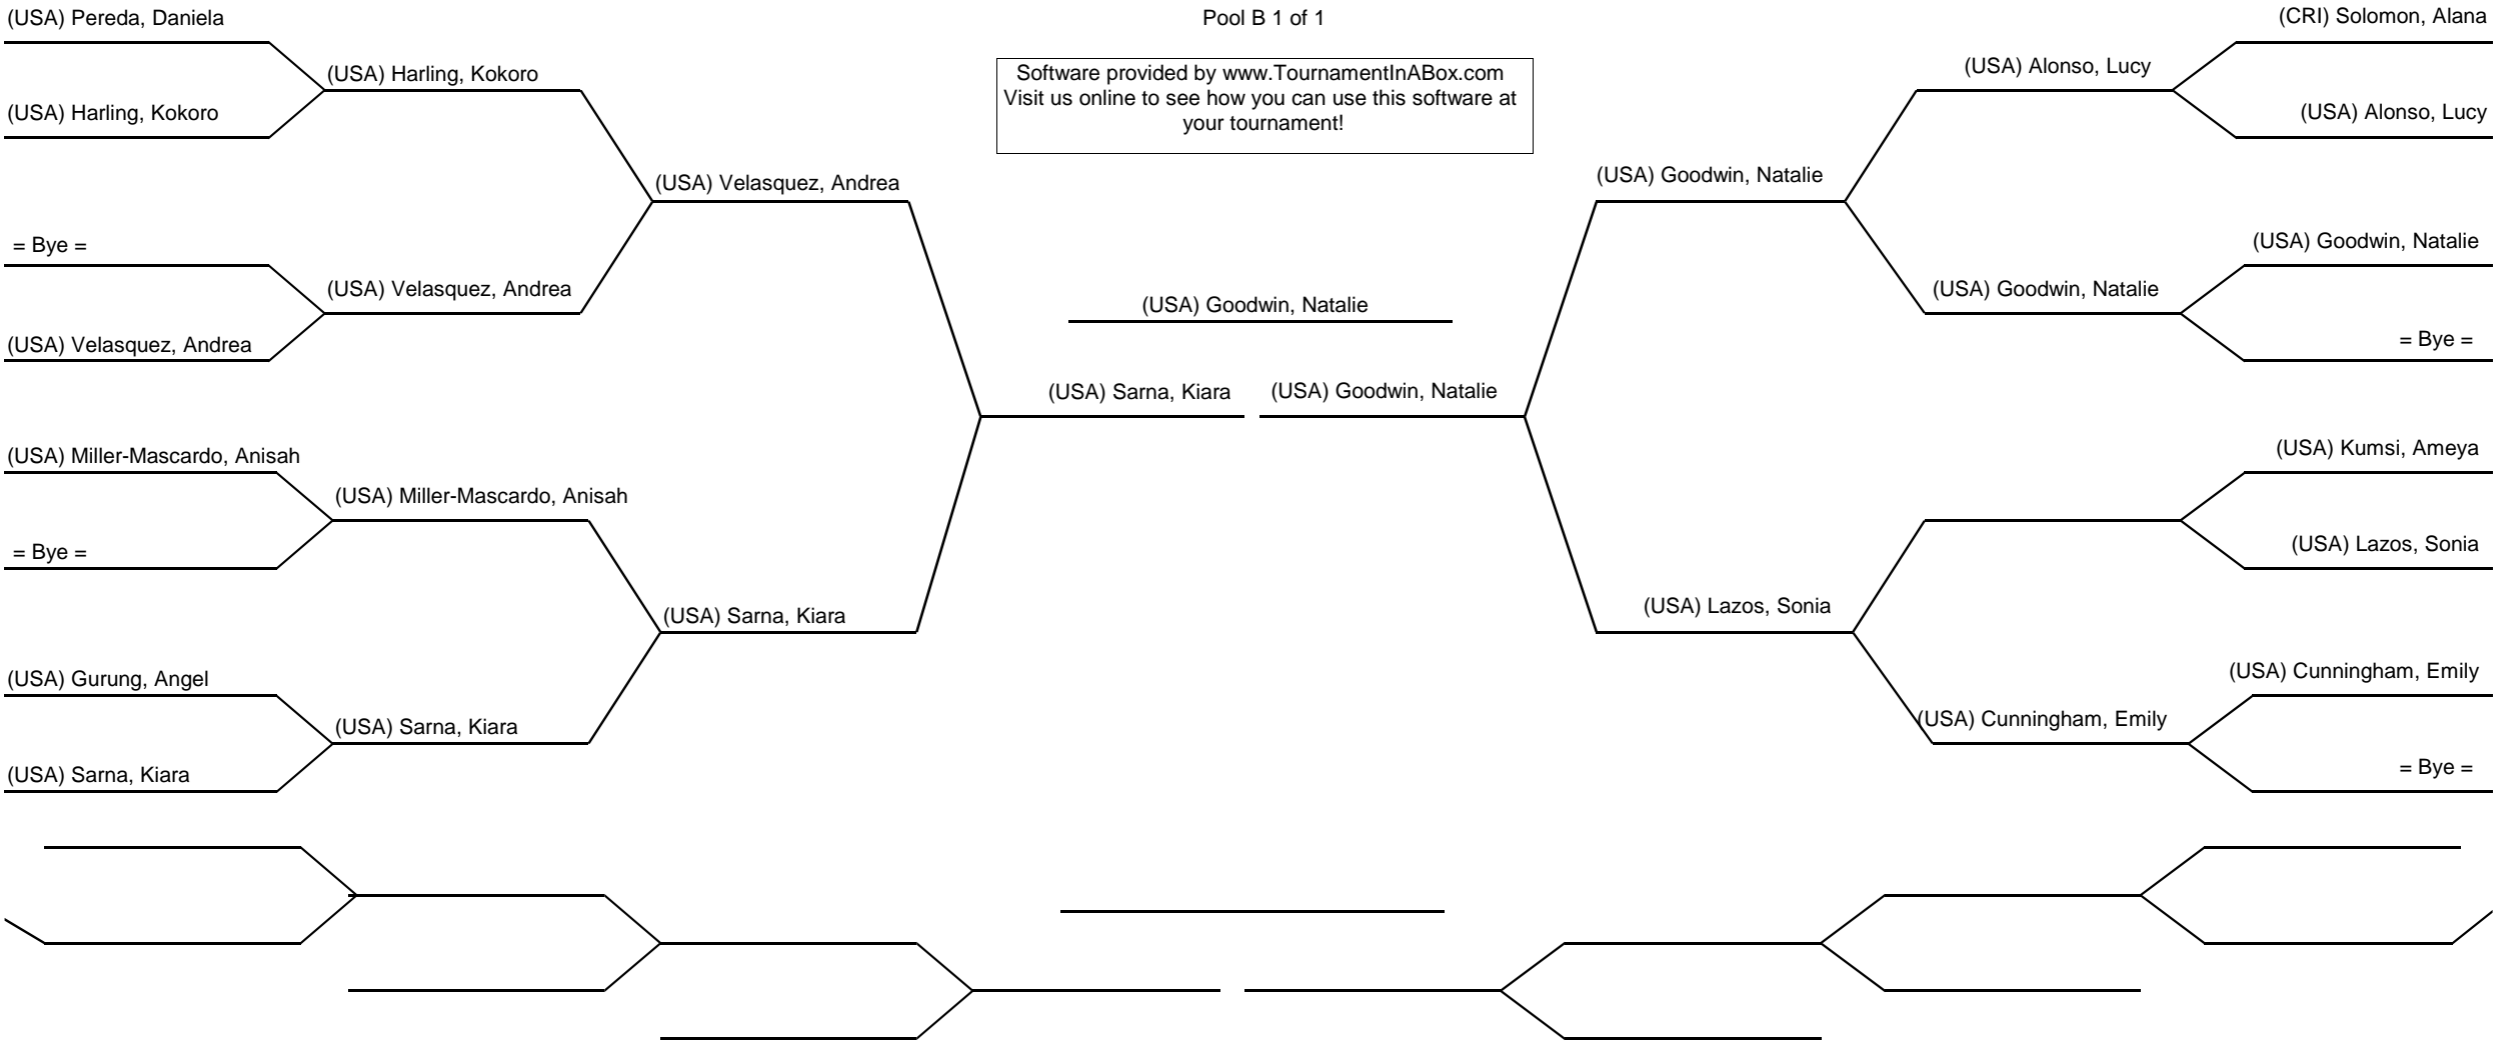 (USA) Pereda, Daniela
(USA) Harling, Kokoro
= Bye =
(USA) Velasquez, Andrea
(USA) Miller-Mascardo, Anisah
= Bye =
(USA) Gurung, Angel
(USA) Sarna, Kiara
(USA) Harling, Kokoro
(USA) Velasquez, Andrea
(USA) Miller-Mascardo, Anisah
(USA) Sarna, Kiara
(USA) Velasquez, Andrea
(USA) Sarna, Kiara
Pool B 1 of 1
Software provided by www.TournamentInABox.com
Visit us online to see how you can use this software at
your tournament!
(USA) Goodwin, Natalie
(USA) Sarna, Kiara
(USA) Goodwin, Natalie
(USA) Goodwin, Natalie
(USA) Lazos, Sonia
(USA) Alonso, Lucy
(USA) Goodwin, Natalie
(USA) Cunningham, Emily
(CRI) Solomon, Alana
(USA) Alonso, Lucy
(USA) Goodwin, Natalie
= Bye =
(USA) Kumsi, Ameya
(USA) Lazos, Sonia
(USA) Cunningham, Emily
= Bye =